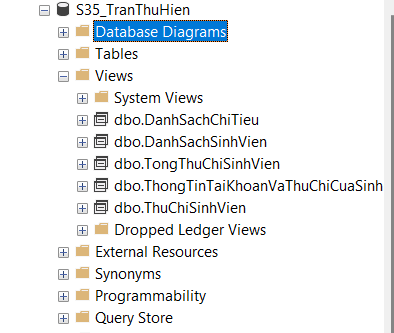 S35_TranThuHien
Database Diagrams
Tables
Views
System Views
dbo.DanhSachChiTieu
dbo.DanhSachSinhVien
dbo.TongThuChiSinhVien
dbo.ThongTinTaiKhoanVaThuChiCuaSinh
dbo.ThuChiSinhVien
Dropped Ledger Views
External Resources
Synonyms
Programmability
Query Store